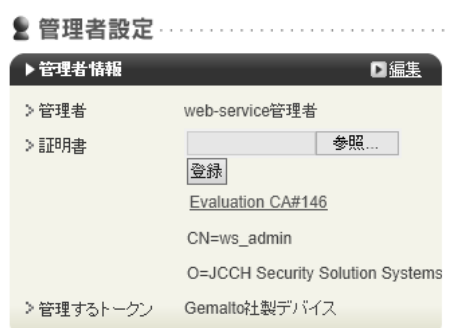 管理者設定
管理者情報 編集
管理者 web-service管理者
証明書 参照...
登録
Evaluation CA#146
CN=ws_admin
O=JCCH Security Solution Systems
管理するトークン Gemalto社製デバイス